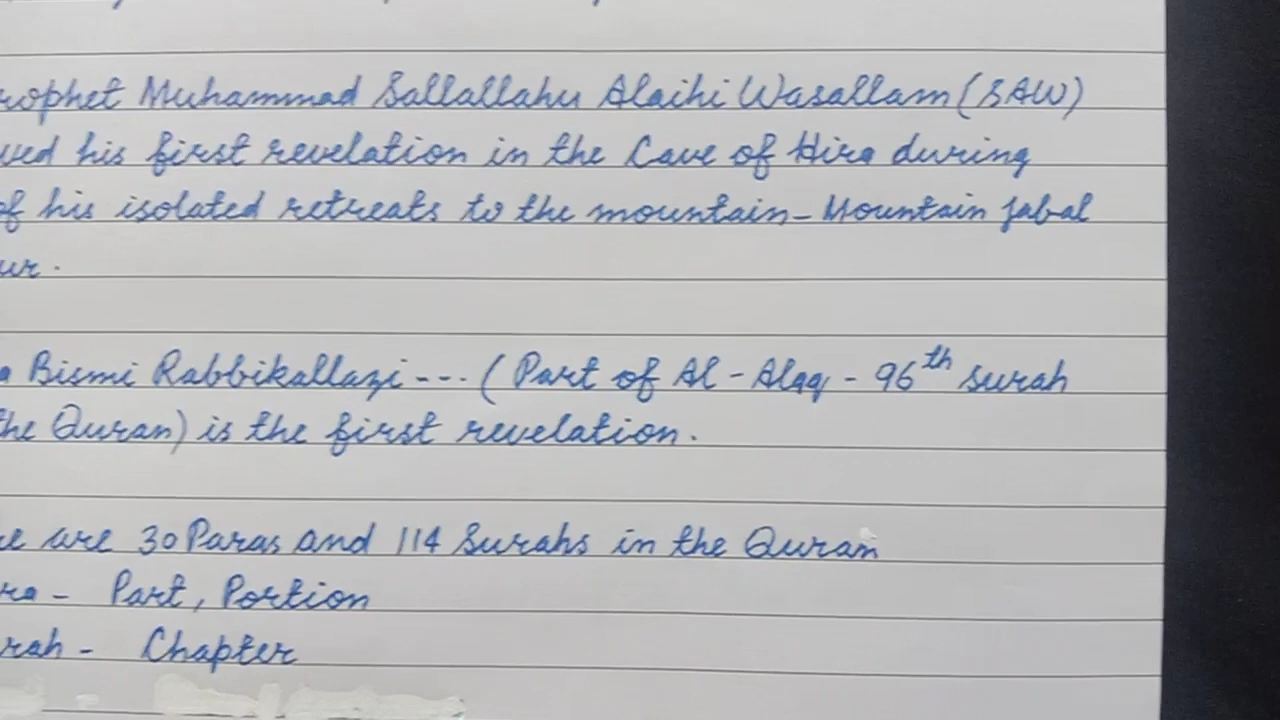 rophet Muhammad Sallallahu Alaihi Wasallam (SAW)
ved his first revelation in the Cave of Hira during
of his isolated retreats to the mountain - Mountain Jabal
ur.
a Bismi Rabbikallazi --- (Part of Al - Alaq - 96th surah
the Quran) is the first revelation.
e are 30 Paras and 114 Surahs in the Quran
ra - Part, Portion
rah - Chapter